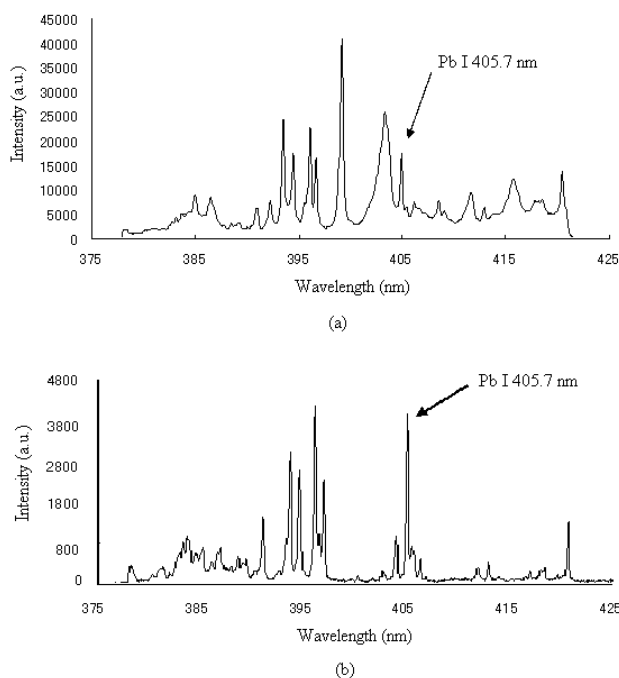 45000
40000
35000
30000
25000
20000
15000
10000
5000
0
Intensity (a.u.)
Pb I 405.7 nm
375 385 395 405 415 425
Wavelength (nm)
(a)
4800
3800
2800
1800
800
0
Intensity (a.u.)
Pb I 405.7 nm
375 385 395 405 415 425
Wavelength (nm)
(b)